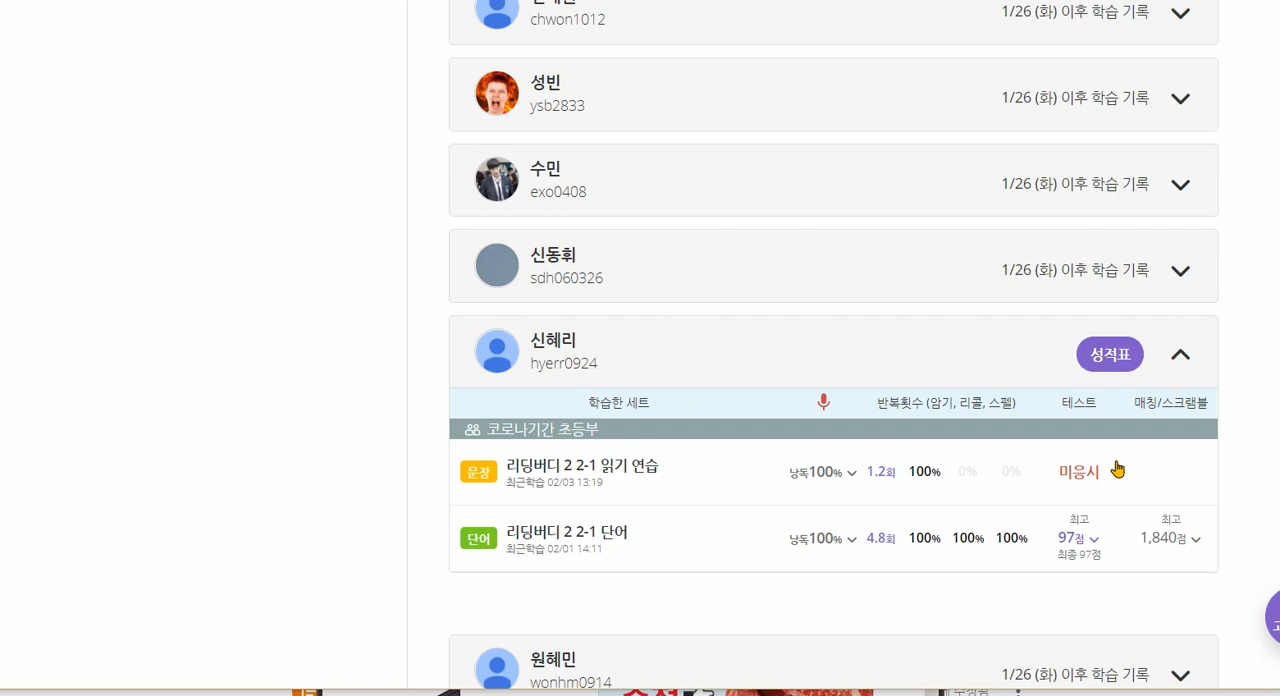 chwon1012
1/26 (화) 이후 학습 기록
성빈
ysb2833
1/26 (화) 이후 학습 기록
수민
exo0408
1/26 (화) 이후 학습 기록
신동휘
sdh060326
1/26 (화) 이후 학습 기록
신혜리
hyerr0924
성적표
학습한 세트 반복횟수 (암기, 리콜, 스펠) 테스트 매칭/스크램블
코로나기간 초등부
문장 리딩버디 2 2-1 읽기 연습 낭독100% 1.2회 100% 0% 0% 미응시
최근학습 02/03 13:19
단어 리딩버디 2 2-1 단어 낭독100% 4.8회 100% 100% 100% 최고 97점 최종 97점 최고 1,840점
최근학습 02/01 14:11
원혜민
wonhm0914
1/26 (화) 이후 학습 기록